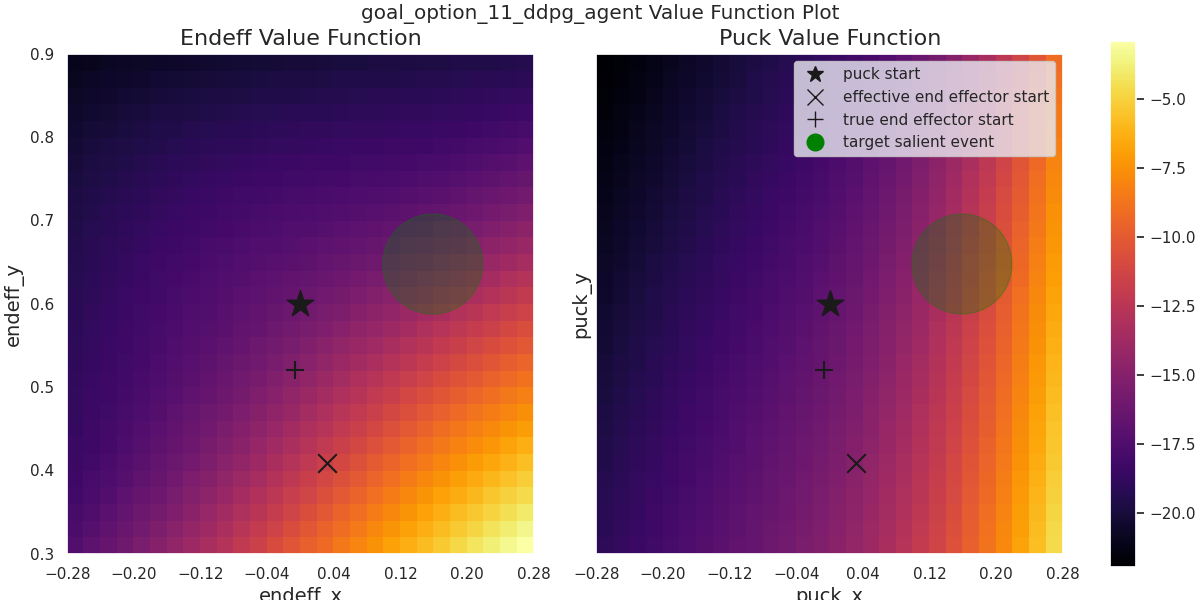 goal_option_11_ddpg_agent Value Function Plot
Endeff Value Function
Puck Value Function
0.9
0.8
0.7
0.6
0.5
0.4
0.3
endeff_y
−0.28 −0.20 −0.12 −0.04 0.04 0.12 0.20 0.28
endeff_x
puck start
effective end effector start
true end effector start
target salient event
puck_y
−0.28 −0.20 −0.12 −0.04 0.04 0.12 0.20 0.28
puck_x
−5.0
−7.5
−10.0
−12.5
−15.0
−17.5
−20.0